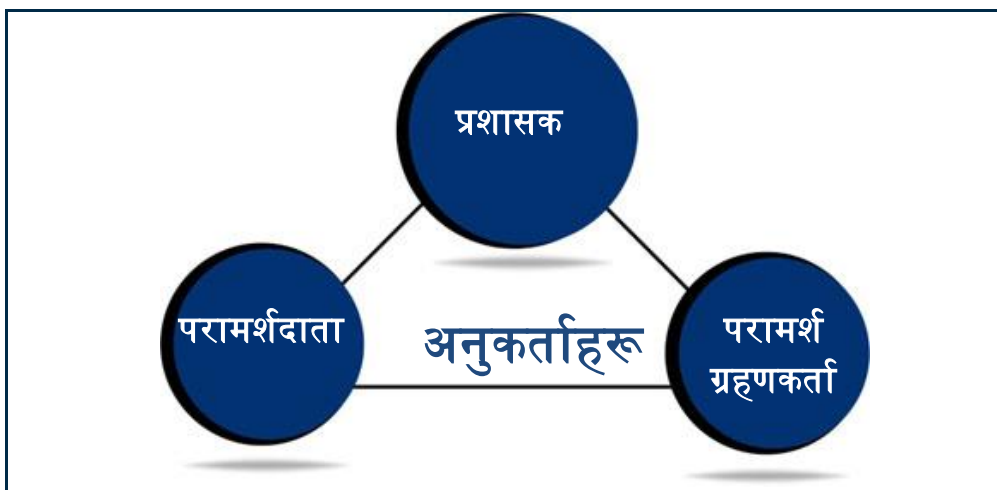 प्रशासक
परामर्शदाता
अनुकर्ताहरू
परामर्श
ग्रहणकर्ता